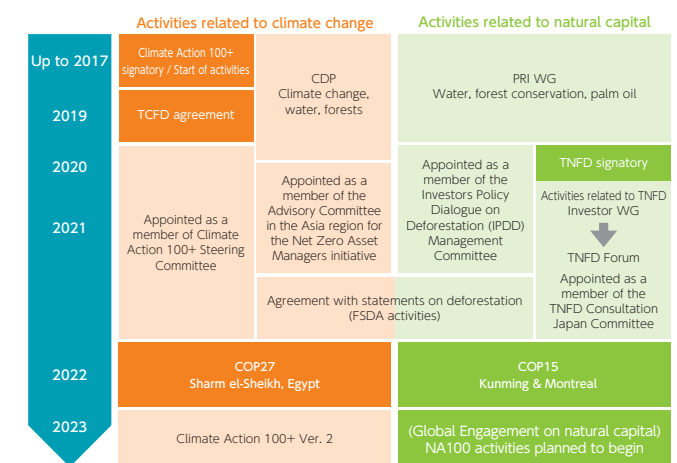 Activities related to climate change
Activities related to natural capital
Up to 2017
Climate Action 100+
signatory / Start of activities
CDP
Climate change,
water, forests
PRI WG
Water, forest conservation, palm oil
2019
TCFD agreement
2020
Appointed as a
member of Climate
Action 100+ Steering
Committee
Appointed as a
member of the
Advisory Committee
in the Asia region for
the Net Zero Asset
Managers initiative
Appointed as a
member of the
Investors Policy
Dialogue on
Deforestation (IPDD)
Management
Committee
TNFD signatory
2021
Activities related to TNFD
Investor WG
TNFD Forum
Appointed as a
member of the
TNFD Consultation
Japan Committee
Agreement with statements on deforestation
(FSDA activities)
2022
COP27
Sharm el-Sheikh, Egypt
COP15
Kunming & Montreal
2023
Climate Action 100+ Ver. 2
(Global Engagement on natural capital)
NA100 activities planned to begin